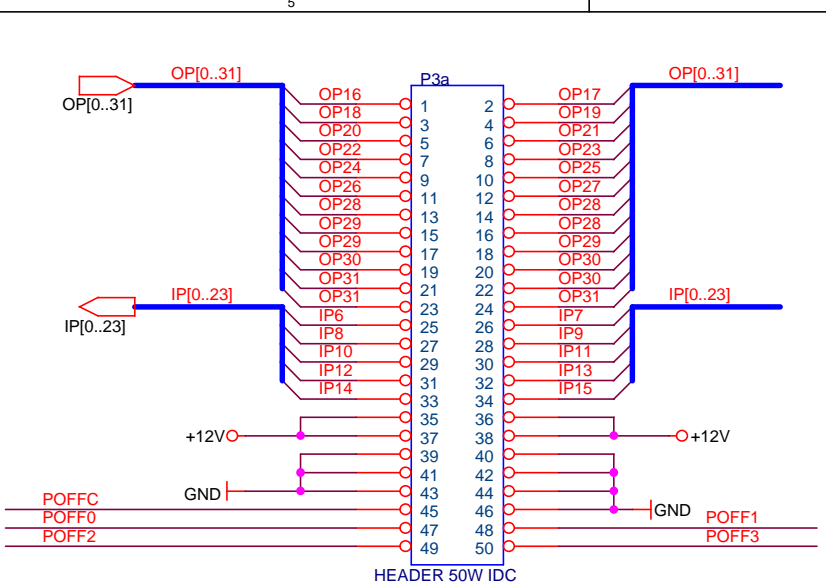 5
OP[0..31] P3a OP[0..31]
OP[0..31]
OP16 1 2 OP17
OP18 3 4 OP19
OP20 5 6 OP21
OP22 7 8 OP23
OP24 9 10 OP25
OP26 11 12 OP27
OP28 13 14 OP28
OP29 15 16 OP28
OP29 17 18 OP29
OP30 19 20 OP30
OP31 21 22 OP30
OP31 23 24 OP31
IP[0..23] IP[0..23]
IP[0..23]
IP6 25 26 IP7
IP8 27 28 IP9
IP10 29 30 IP11
IP12 31 32 IP13
IP14 33 34 IP15
35 36
+12V 37 38 +12V
39 40
41 42
GND 43 44
POFFC 45 46 GND
POFF0 47 48 POFF1
POFF2 49 50 POFF3
HEADER 50W IDC